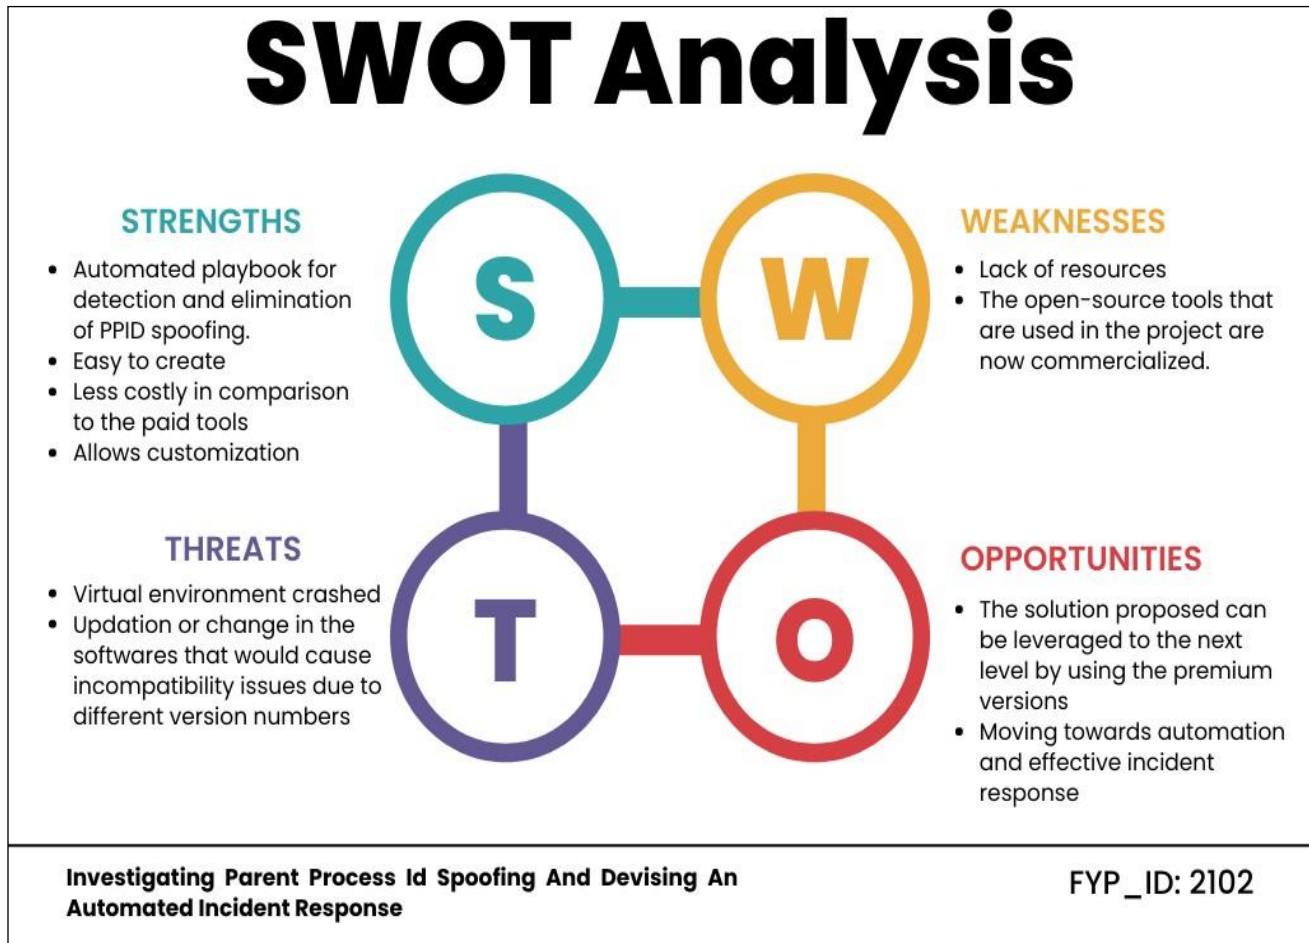 SWOT Analysis
STRENGTHS
• Automated playbook for
detection and elimination
of PPID spoofing.
• Easy to create
• Less costly in comparison
to the paid tools
• Allows customization
S
W
WEAKNESSES
• Lack of resources
• The open-source tools that
are used in the project are
now commercialized.
THREATS
• Virtual environment crashed
• Updation or change in the
softwares that would cause
incompatibility issues due to
different version numbers
T
O
OPPORTUNITIES
• The solution proposed can
be leveraged to the next
level by using the premium
versions
• Moving towards automation
and effective incident
response
Investigating Parent Process Id Spoofing And Devising An
Automated Incident Response
FYP_ID: 2102